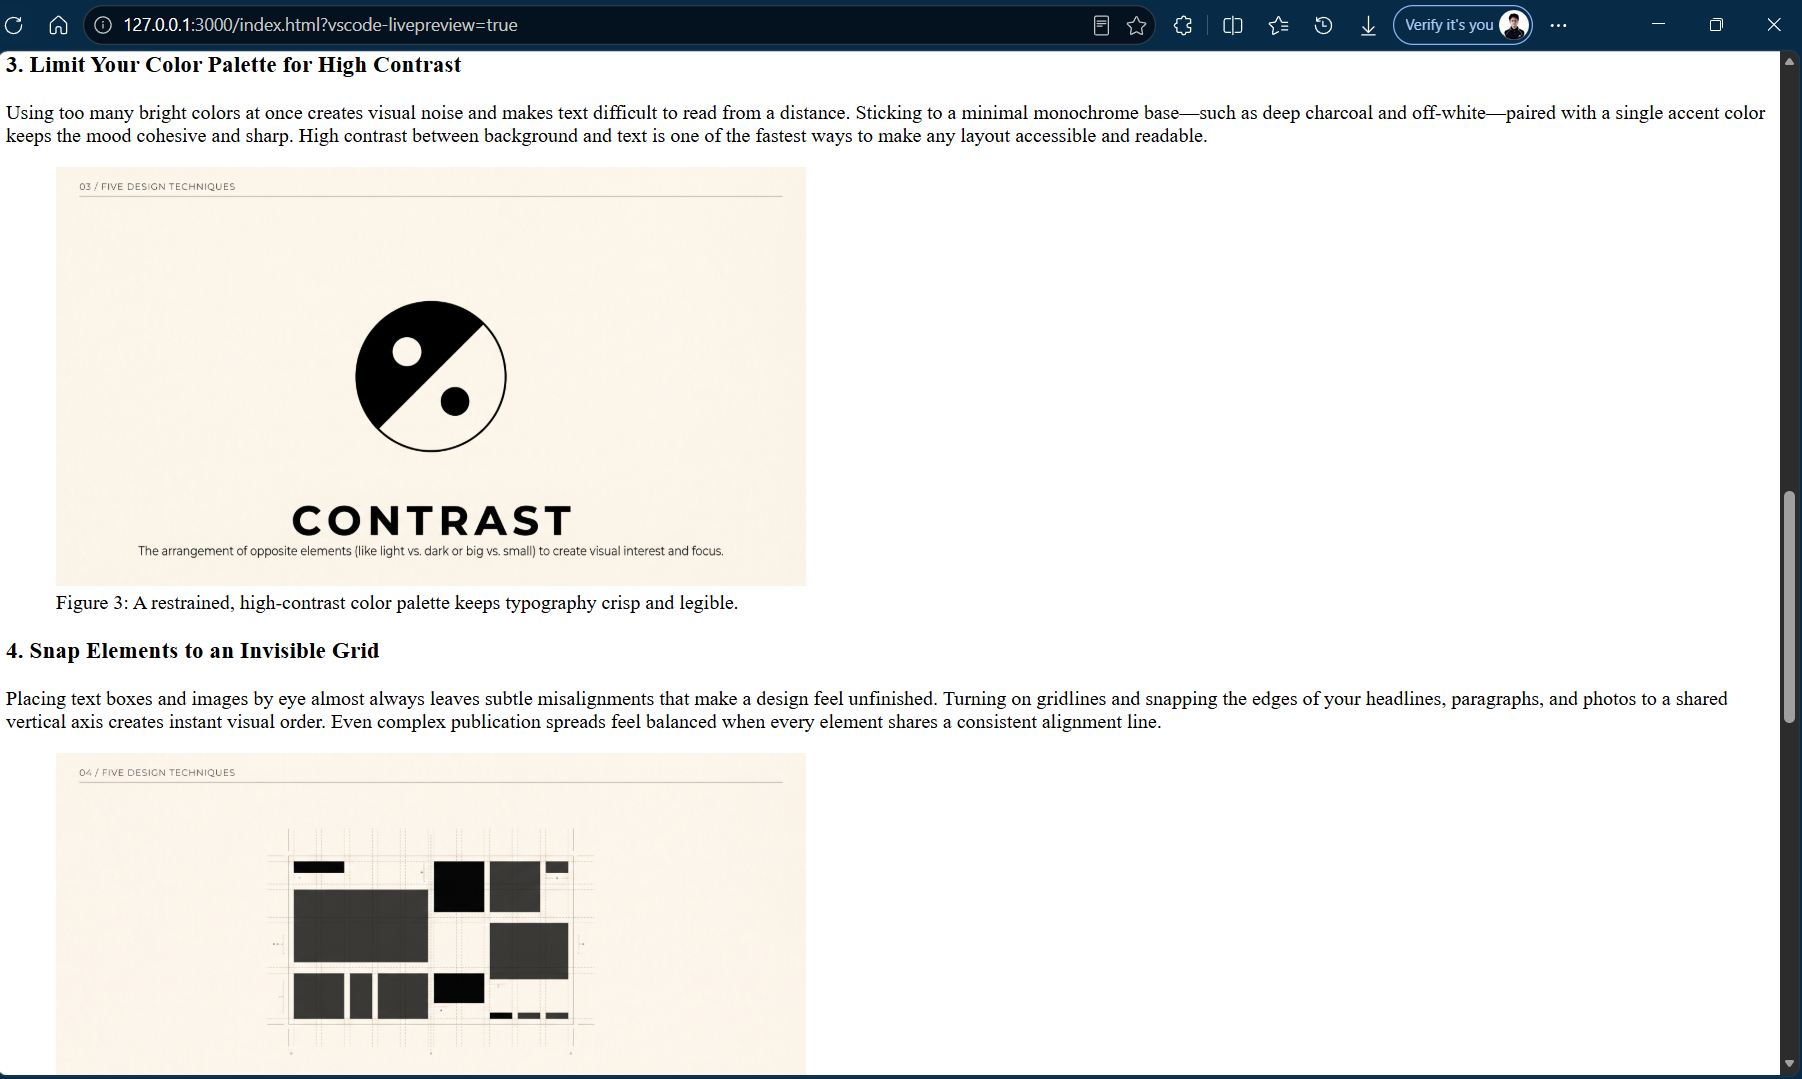 127.0.0.1:3000/index.html?vscode-livepreview=true
Verify it's you
3. Limit Your Color Palette for High Contrast
Using too many bright colors at once creates visual noise and makes text difficult to read from a distance. Sticking to a minimal monochrome base—such as deep charcoal and off-white—paired with a single accent color
keeps the mood cohesive and sharp. High contrast between background and text is one of the fastest ways to make any layout accessible and readable.
03 / FIVE DESIGN TECHNIQUES
CONTRAST
The arrangement of opposite elements (like light vs. dark or big vs. small) to create visual interest and focus.
Figure 3: A restrained, high-contrast color palette keeps typography crisp and legible.
4. Snap Elements to an Invisible Grid
Placing text boxes and images by eye almost always leaves subtle misalignments that make a design feel unfinished. Turning on gridlines and snapping the edges of your headlines, paragraphs, and photos to a shared
vertical axis creates instant visual order. Even complex publication spreads feel balanced when every element shares a consistent alignment line.
04 / FIVE DESIGN TECHNIQUES